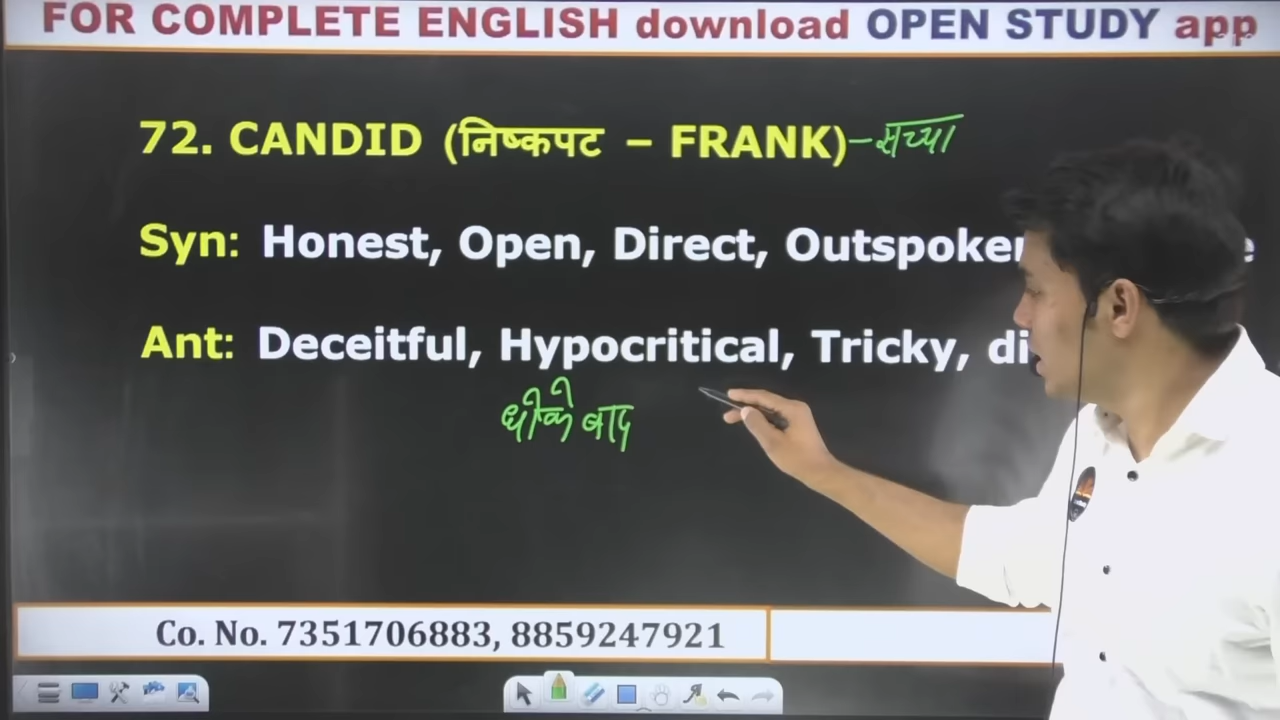 FOR COMPLETE ENGLISH download OPEN STUDY app
72. CANDID (निष्कपट – FRANK)-सच्चा
Syn: Honest, Open, Direct,
Ant: Deceitful, Hypocritical, Tricky,
धोकेबाद
Co. No. 7351706883, 8859247921